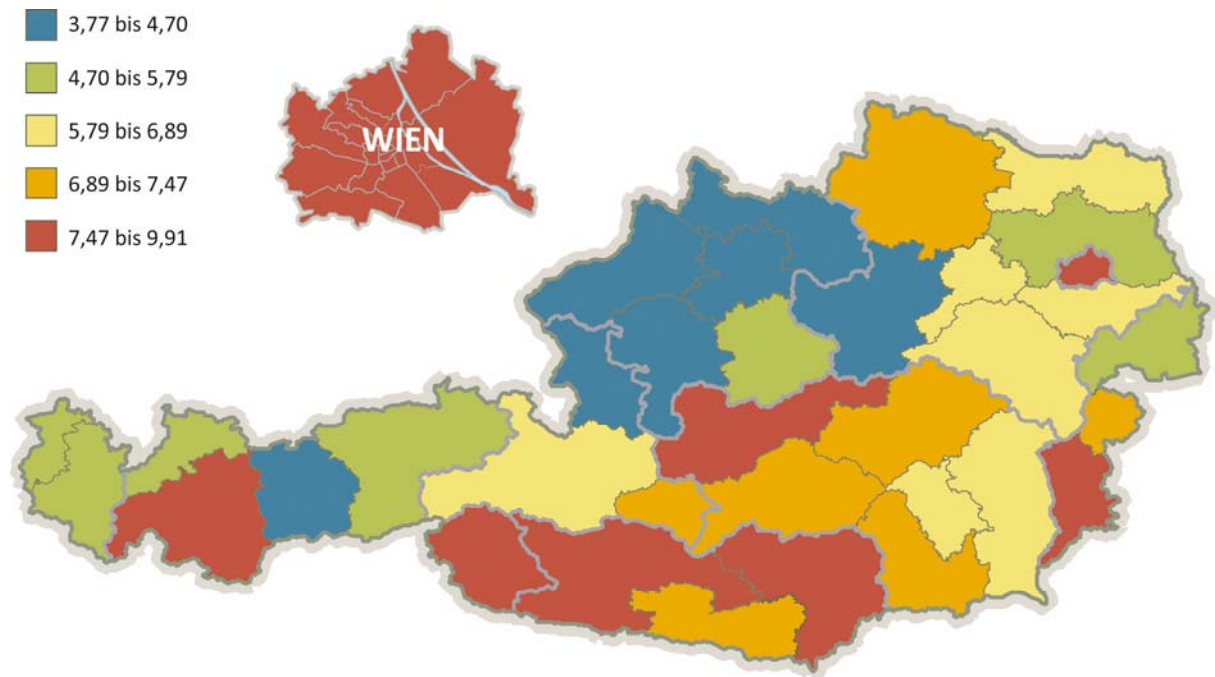 3,77 bis 4,70
4,70 bis 5,79
5,79 bis 6,89
6,89 bis 7,47
7,47 bis 9,91
WIEN